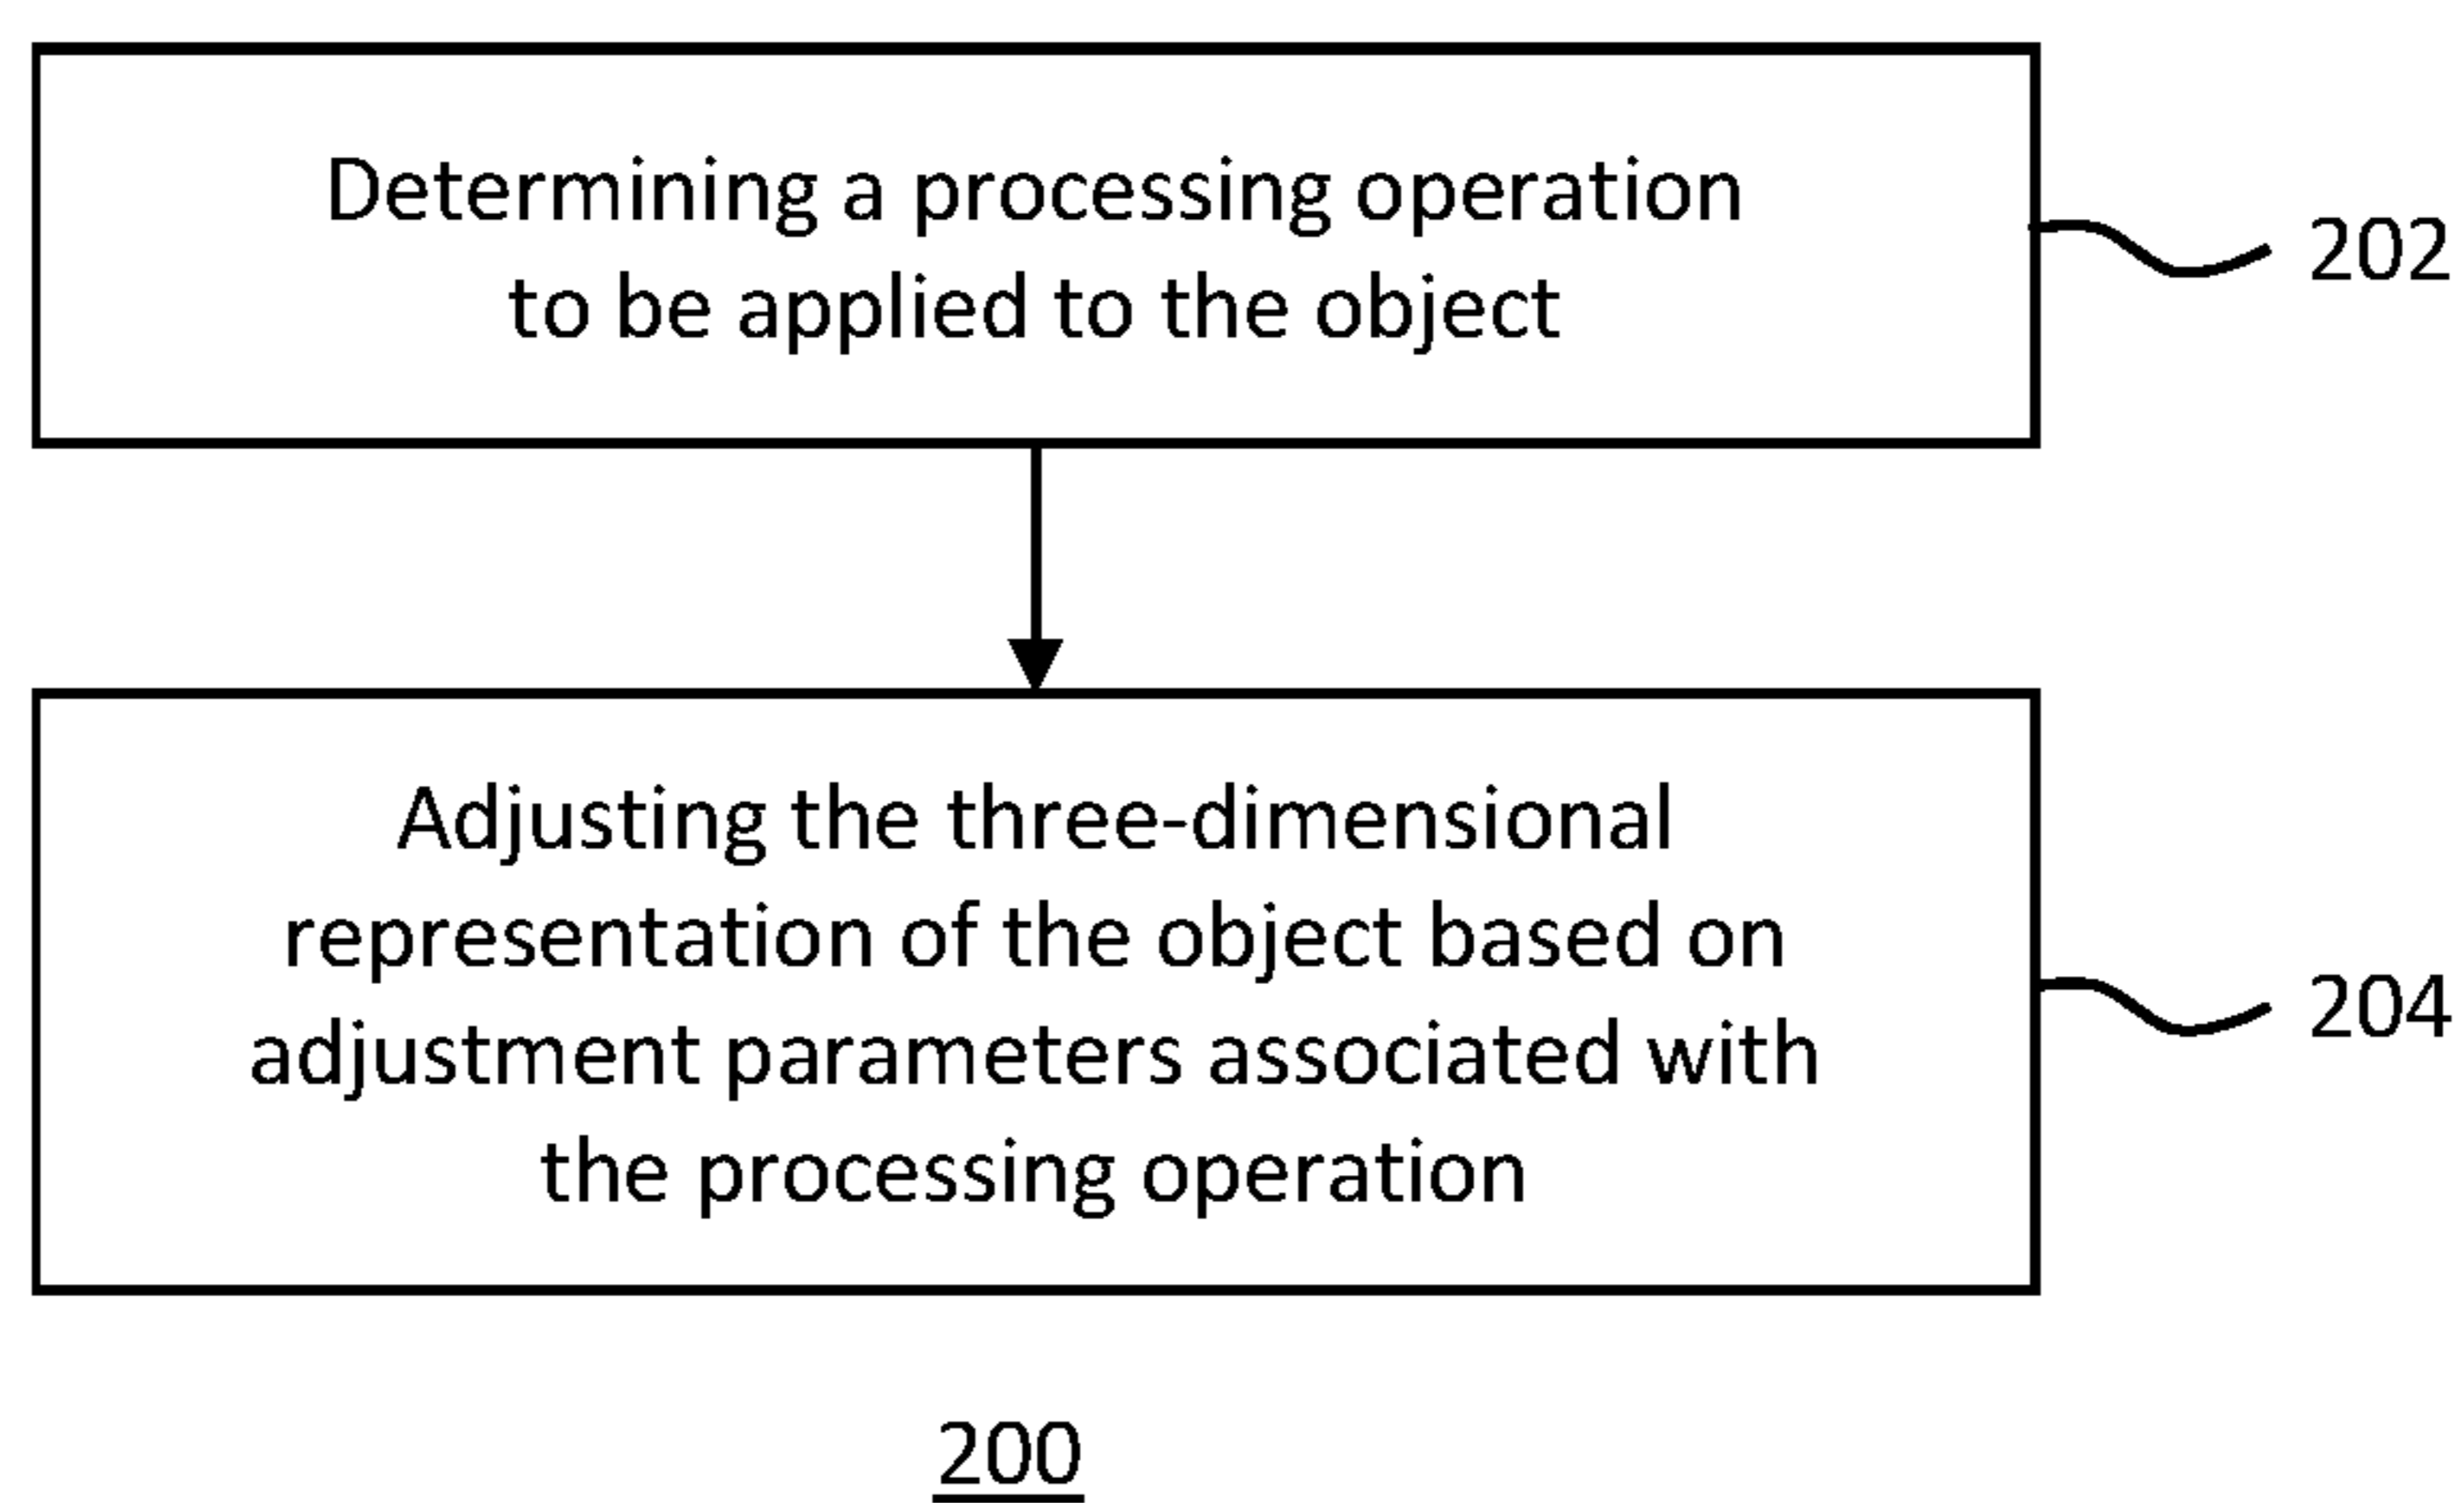 Determining a processing operation
to be applied to the object
202
Adjusting the three-dimensional
representation of the object based on
adjustment parameters associated with
the processing operation
204
200